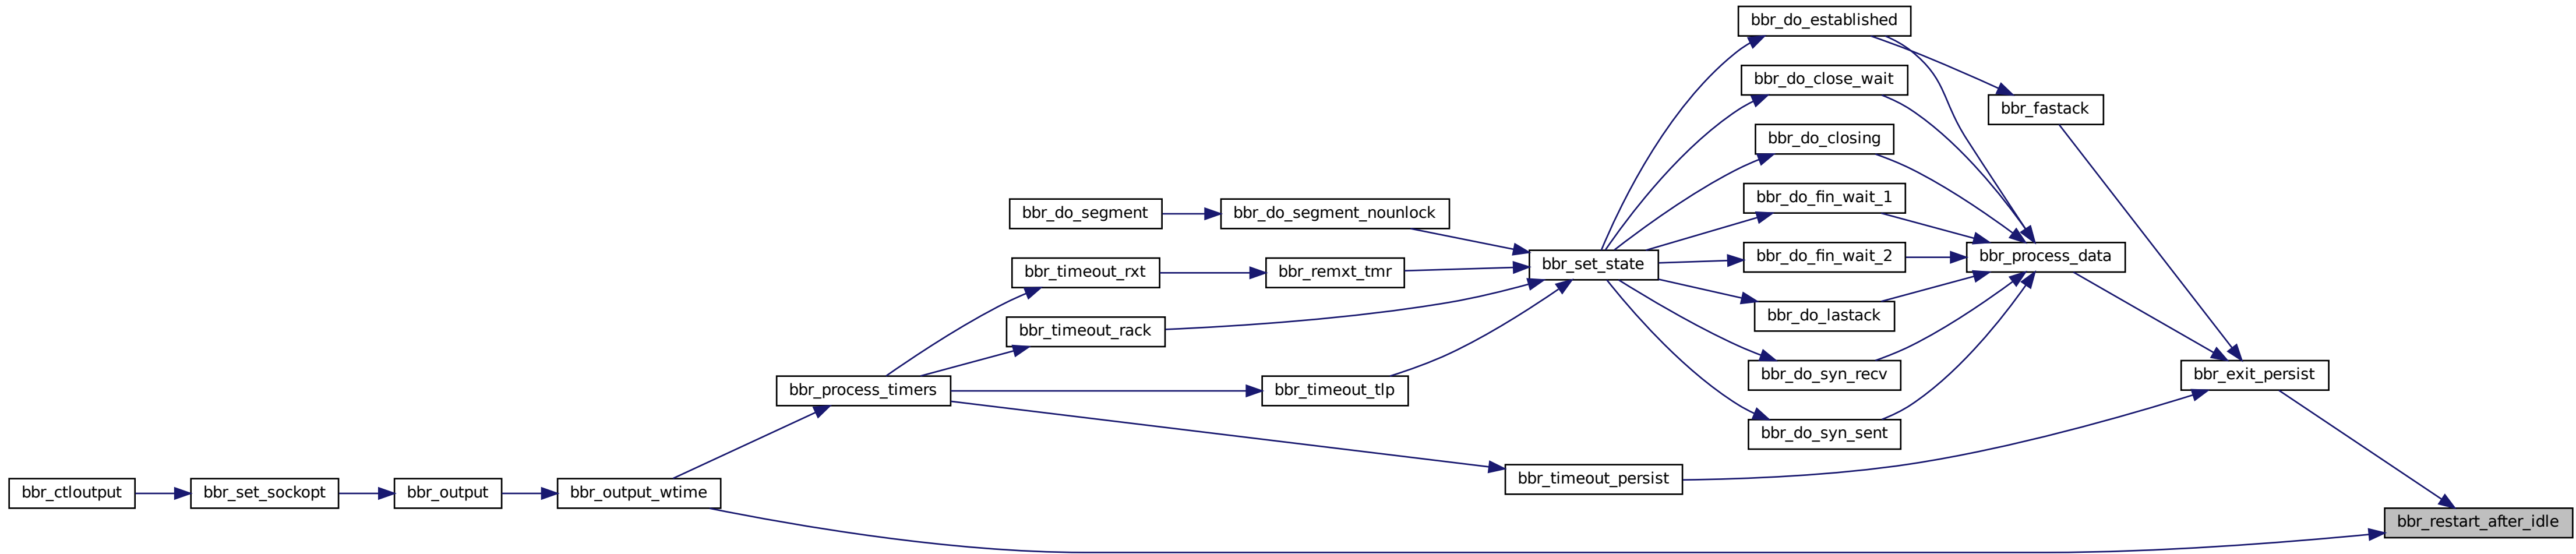 bbr_do_established
bbr_do_close_wait
bbr_fastack
bbr_do_closing
bbr_do_fin_wait_1
bbr_do_segment
bbr_do_segment_nounlock
bbr_do_fin_wait_2
bbr_process_data
bbr_set_state
bbr_timeout_rxt
bbr_remxt_tmr
bbr_do_lastack
bbr_timeout_rack
bbr_do_syn_recv
bbr_exit_persist
bbr_process_timers
bbr_timeout_tlp
bbr_do_syn_sent
bbr_timeout_persist
bbr_ctloutput
bbr_set_sockopt
bbr_output
bbr_output_wtime
bbr_restart_after_idle